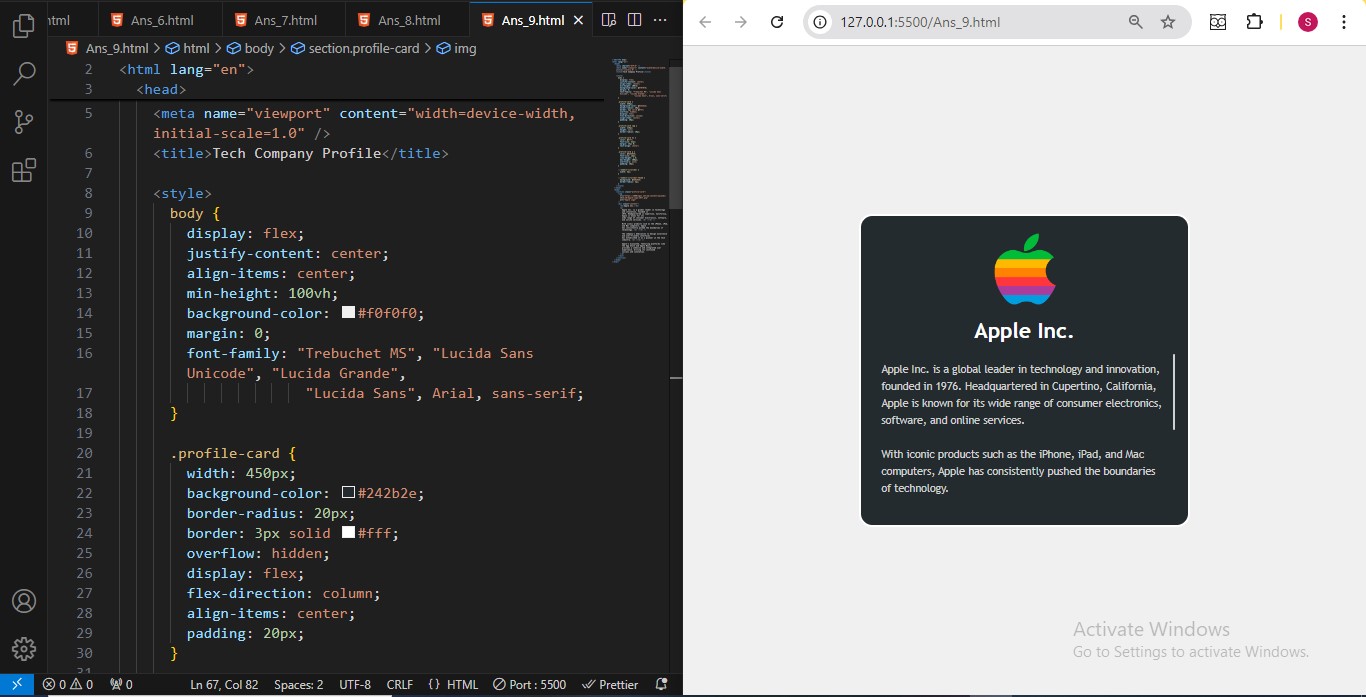 ntml
Ans_6.html
Ans_7.html
Ans_8.html
Ans_9.html
Ans_9.html > html > body > section.profile-card > img
2 <html lang="en">
3 <head>
5 <meta name="viewport" content="width=device-width,
initial-scale=1.0" />
6 <title>Tech Company Profile</title>
7
8 <style>
9 body {
10 display: flex;
11 justify-content: center;
12 align-items: center;
13 min-height: 100vh;
14 background-color: #f0f0f0;
15 margin: 0;
16 font-family: "Trebuchet MS", "Lucida Sans
Unicode", "Lucida Grande",
17 "Lucida Sans", Arial, sans-serif;
18 }
19
20 .profile-card {
21 width: 450px;
22 background-color: #242b2e;
23 border-radius: 20px;
24 border: 3px solid #fff;
25 overflow: hidden;
26 display: flex;
27 flex-direction: column;
28 align-items: center;
29 padding: 20px;
30 }
31
0 0 0 Ln 67, Col 82 Spaces: 2 UTF-8 CRLF {} HTML Port : 5500 Prettier
127.0.0.1:5500/Ans_9.html
S
Apple Inc.
Apple Inc. is a global leader in technology and innovation,
founded in 1976. Headquartered in Cupertino, California,
Apple is known for its wide range of consumer electronics,
software, and online services.
With iconic products such as the iPhone, iPad, and Mac
computers, Apple has consistently pushed the boundaries
of technology.
Activate Windows
Go to Settings to activate Windows.